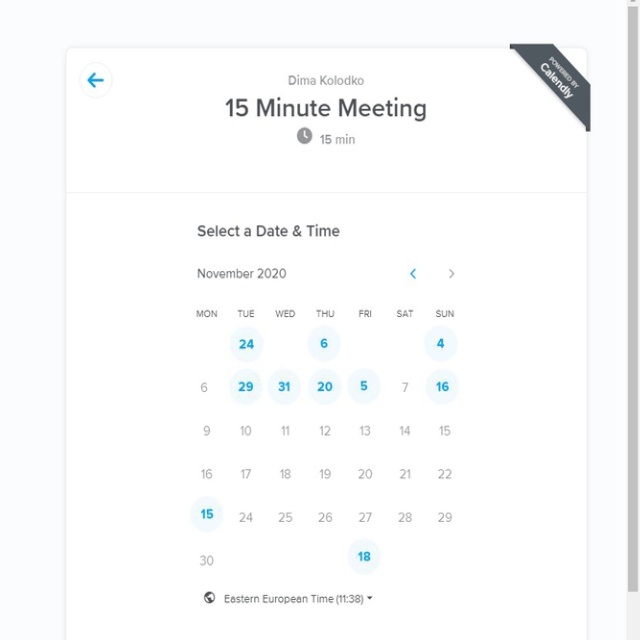 POWERED BY
Calendly
Dima Kolodko
15 Minute Meeting
15 min
Select a Date & Time
November 2020
MON TUE WED THU FRI SAT SUN
24 6 4
6 29 31 20 5 7 16
9 10 11 12 13 14 15
16 17 18 19 20 21 22
15 24 25 26 27 28 29
30 18
Eastern European Time (11:38)